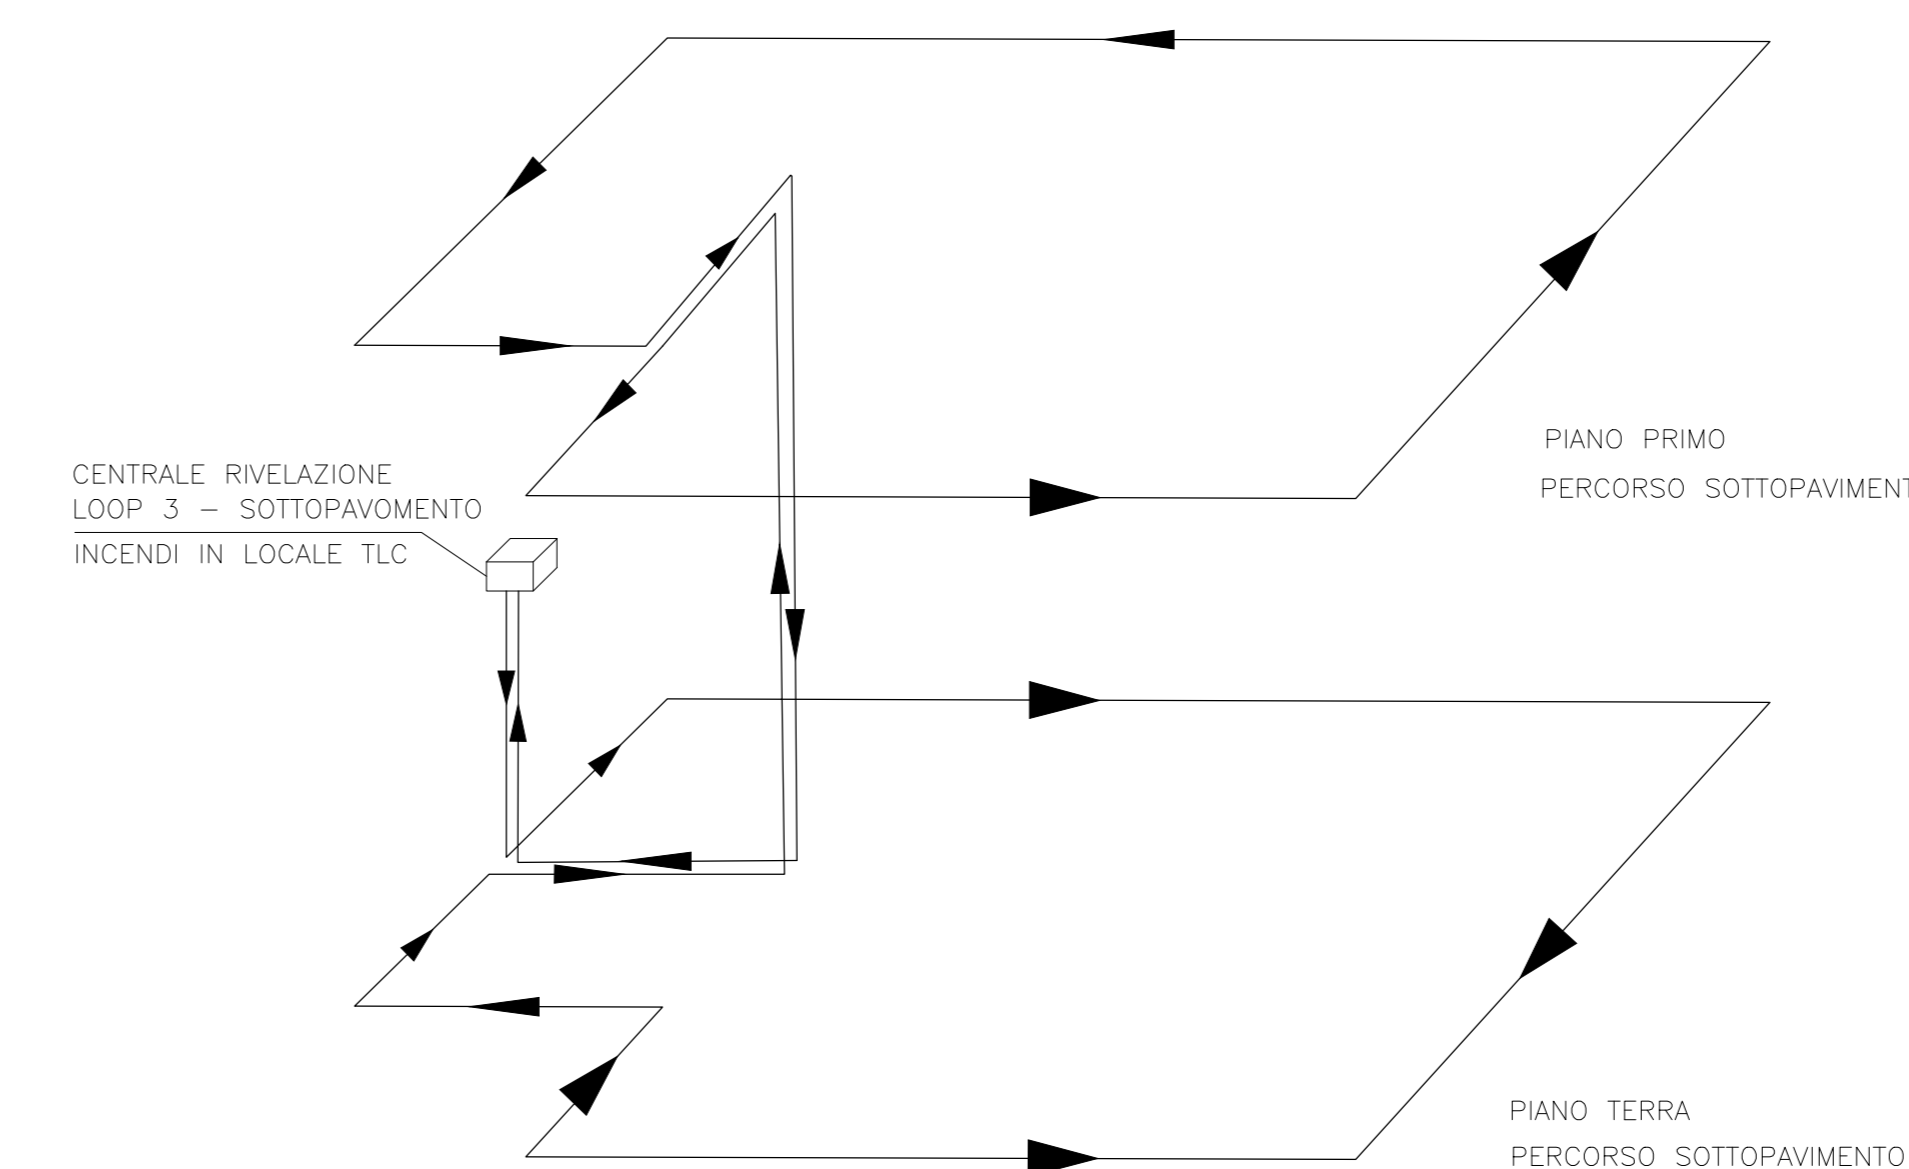 PIANO PRIMO
PERCORSO SOTTOPAVIMENT
CENTRALE RIVELAZIONE
LOOP 3 – SOTTOPAVOMENTO
INCENDI IN LOCALE TLC
PIANO TERRA
PERCORSO SOTTOPAVIMENTO